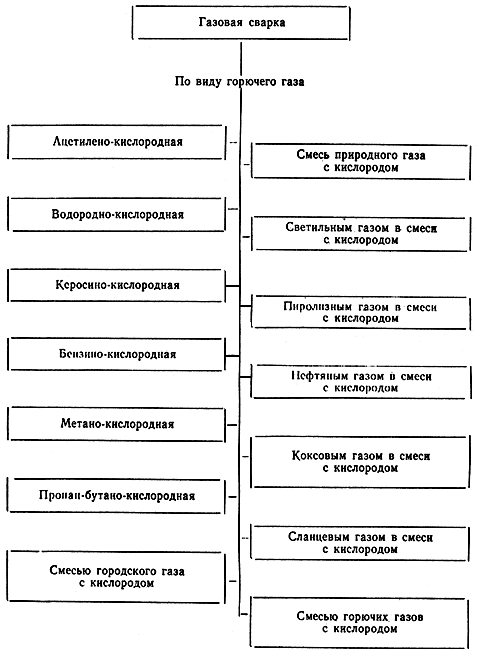 Газовая сварка
По виду горючего газа
Ацетилено-кислородная
Водородно-кислородная
Керосино-кислородная
Бензино-кислородная
Метано-кислородная
Пропан-бутано-кислородная
Смесью городского газа
с кислородом
Смесь природного газа
с кислородом
Светильным газом в смеси
с кислородом
Пиролизным газом в смеси
с кислородом
Нефтяным газом в смеси
с кислородом
Коксовым газом в смеси
с кислородом
Сланцевым газом в смеси
с кислородом
Смесью горючих газов
с кислородом